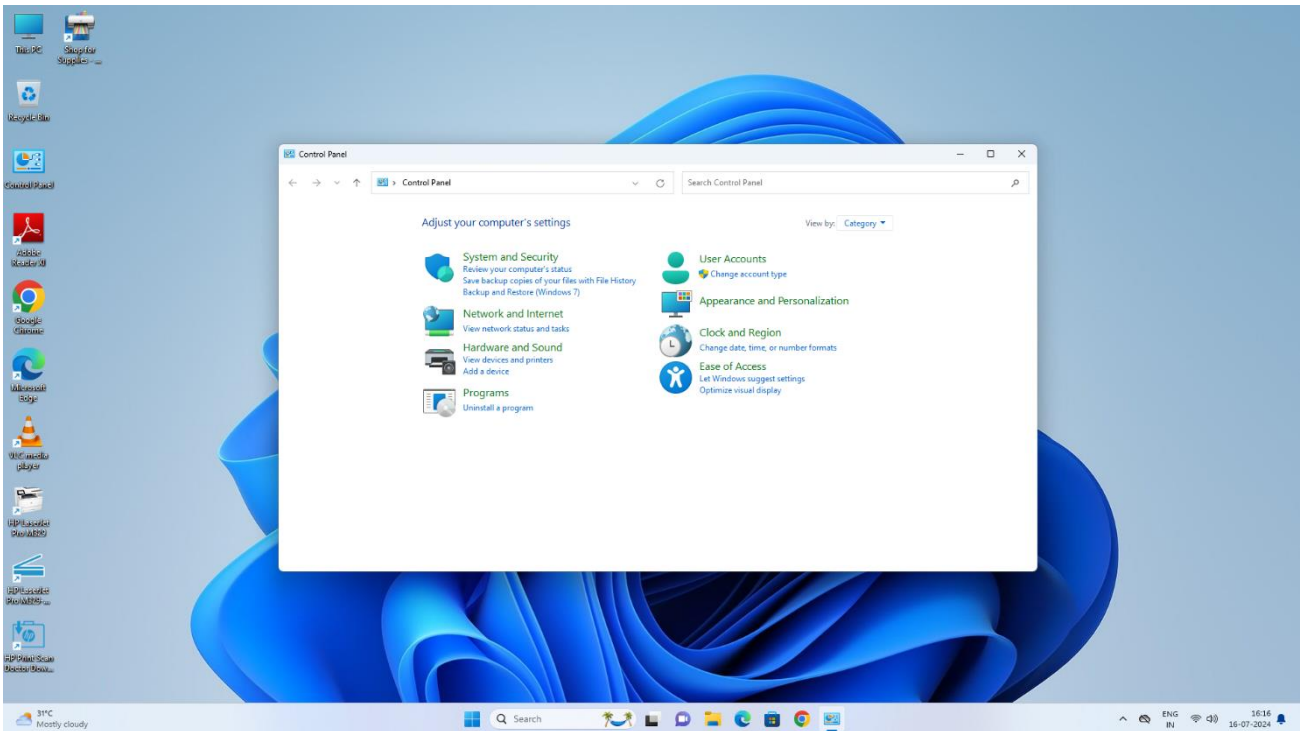 This PC
Shop for
Supplies - ...
Recycle Bin
Control Panel
Adobe
Reader XI
Google
Chrome
Microsoft
Edge
VLC media
player
HP LaserJet
Pro M329
HP LaserJet
Pro M329-...
HP Print Scan
Doctor Dow...
Control Panel
Control Panel
Search Control Panel
Adjust your computer's settings
View by: Category
System and Security
Review your computer's status
Save backup copies of your files with File History
Backup and Restore (Windows 7)
Network and Internet
View network status and tasks
Hardware and Sound
View devices and printers
Add a device
Programs
Uninstall a program
User Accounts
Change account type
Appearance and Personalization
Clock and Region
Change date, time, or number formats
Ease of Access
Let Windows suggest settings
Optimize visual display
31°C
Mostly cloudy
Search
ENG
IN
16:16
16-07-2024